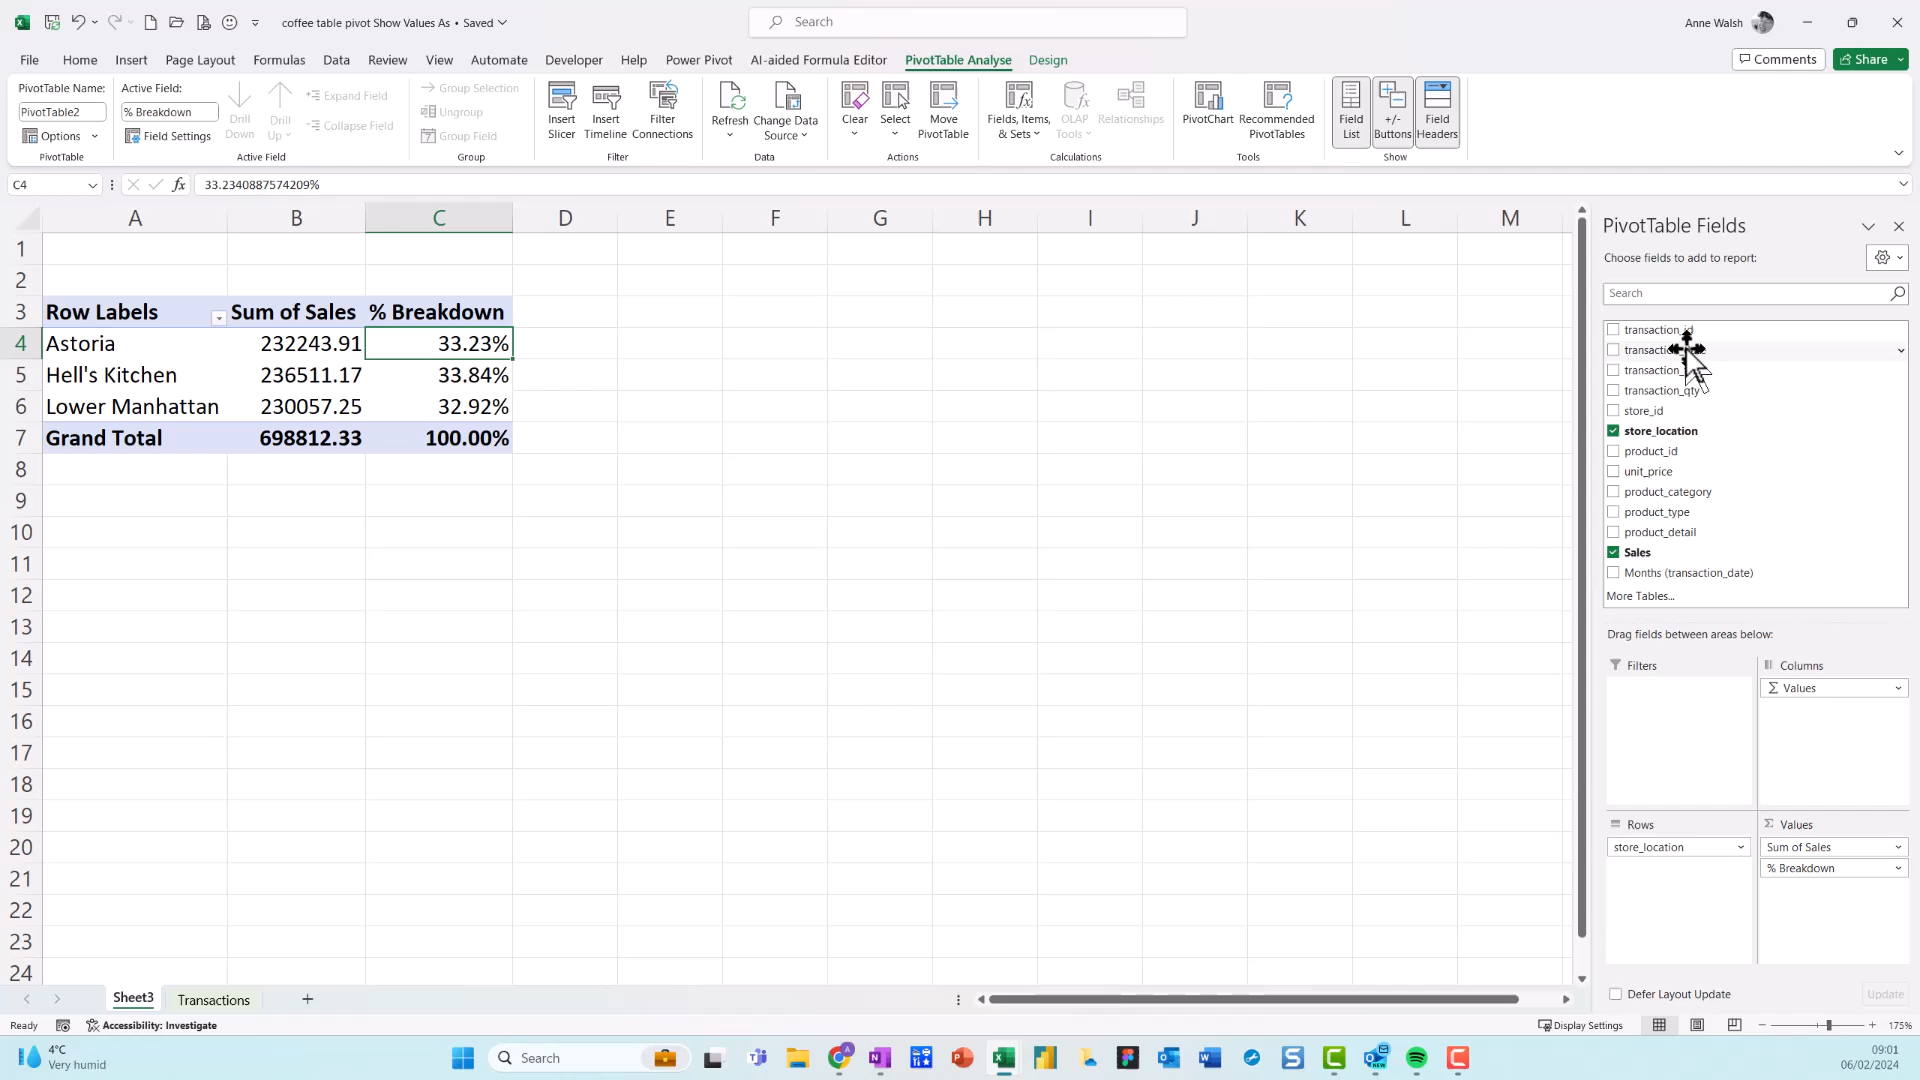 coffee table pivot Show Values As • Saved
Search
Anne Walsh
File Home Insert Page Layout Formulas Data Review View Automate Developer Help Power Pivot AI-aided Formula Editor PivotTable Analyse Design
Comments
Share
PivotTable Name:
PivotTable2
Options
PivotTable
Active Field:
% Breakdown
Field Settings
Drill Down
Drill Up
Expand Field
Collapse Field
Active Field
Group Selection
Ungroup
Group Field
Group
Insert Slicer
Insert Timeline
Filter Connections
Filter
Refresh
Change Data Source
Data
Clear
Select
Move PivotTable
Actions
Fields, Items, & Sets
OLAP Tools
Relationships
Calculations
PivotChart
Recommended PivotTables
Tools
Field List
+/- Buttons
Field Headers
Show
C4
fx
33.2340887574209%
A B C D E F G H I J K L M
1
2
3 Row Labels Sum of Sales % Breakdown
4 Astoria 232243.91 33.23%
5 Hell's Kitchen 236511.17 33.84%
6 Lower Manhattan 230057.25 32.92%
7 Grand Total 698812.33 100.00%
8
9
10
11
12
13
14
15
16
17
18
19
20
21
22
23
24
PivotTable Fields
Choose fields to add to report:
Search
transaction_id
transaction_qty
store_id
store_location
product_id
unit_price
product_category
product_type
product_detail
Sales
Months (transaction_date)
More Tables...
Drag fields between areas below:
Filters
Columns
Σ Values
Rows
store_location
Σ Values
Sum of Sales
% Breakdown
Defer Layout Update
Update
Sheet3 Transactions
Ready
Accessibility: Investigate
Display Settings
175%
4°C
Very humid
Search
09:01
06/02/2024